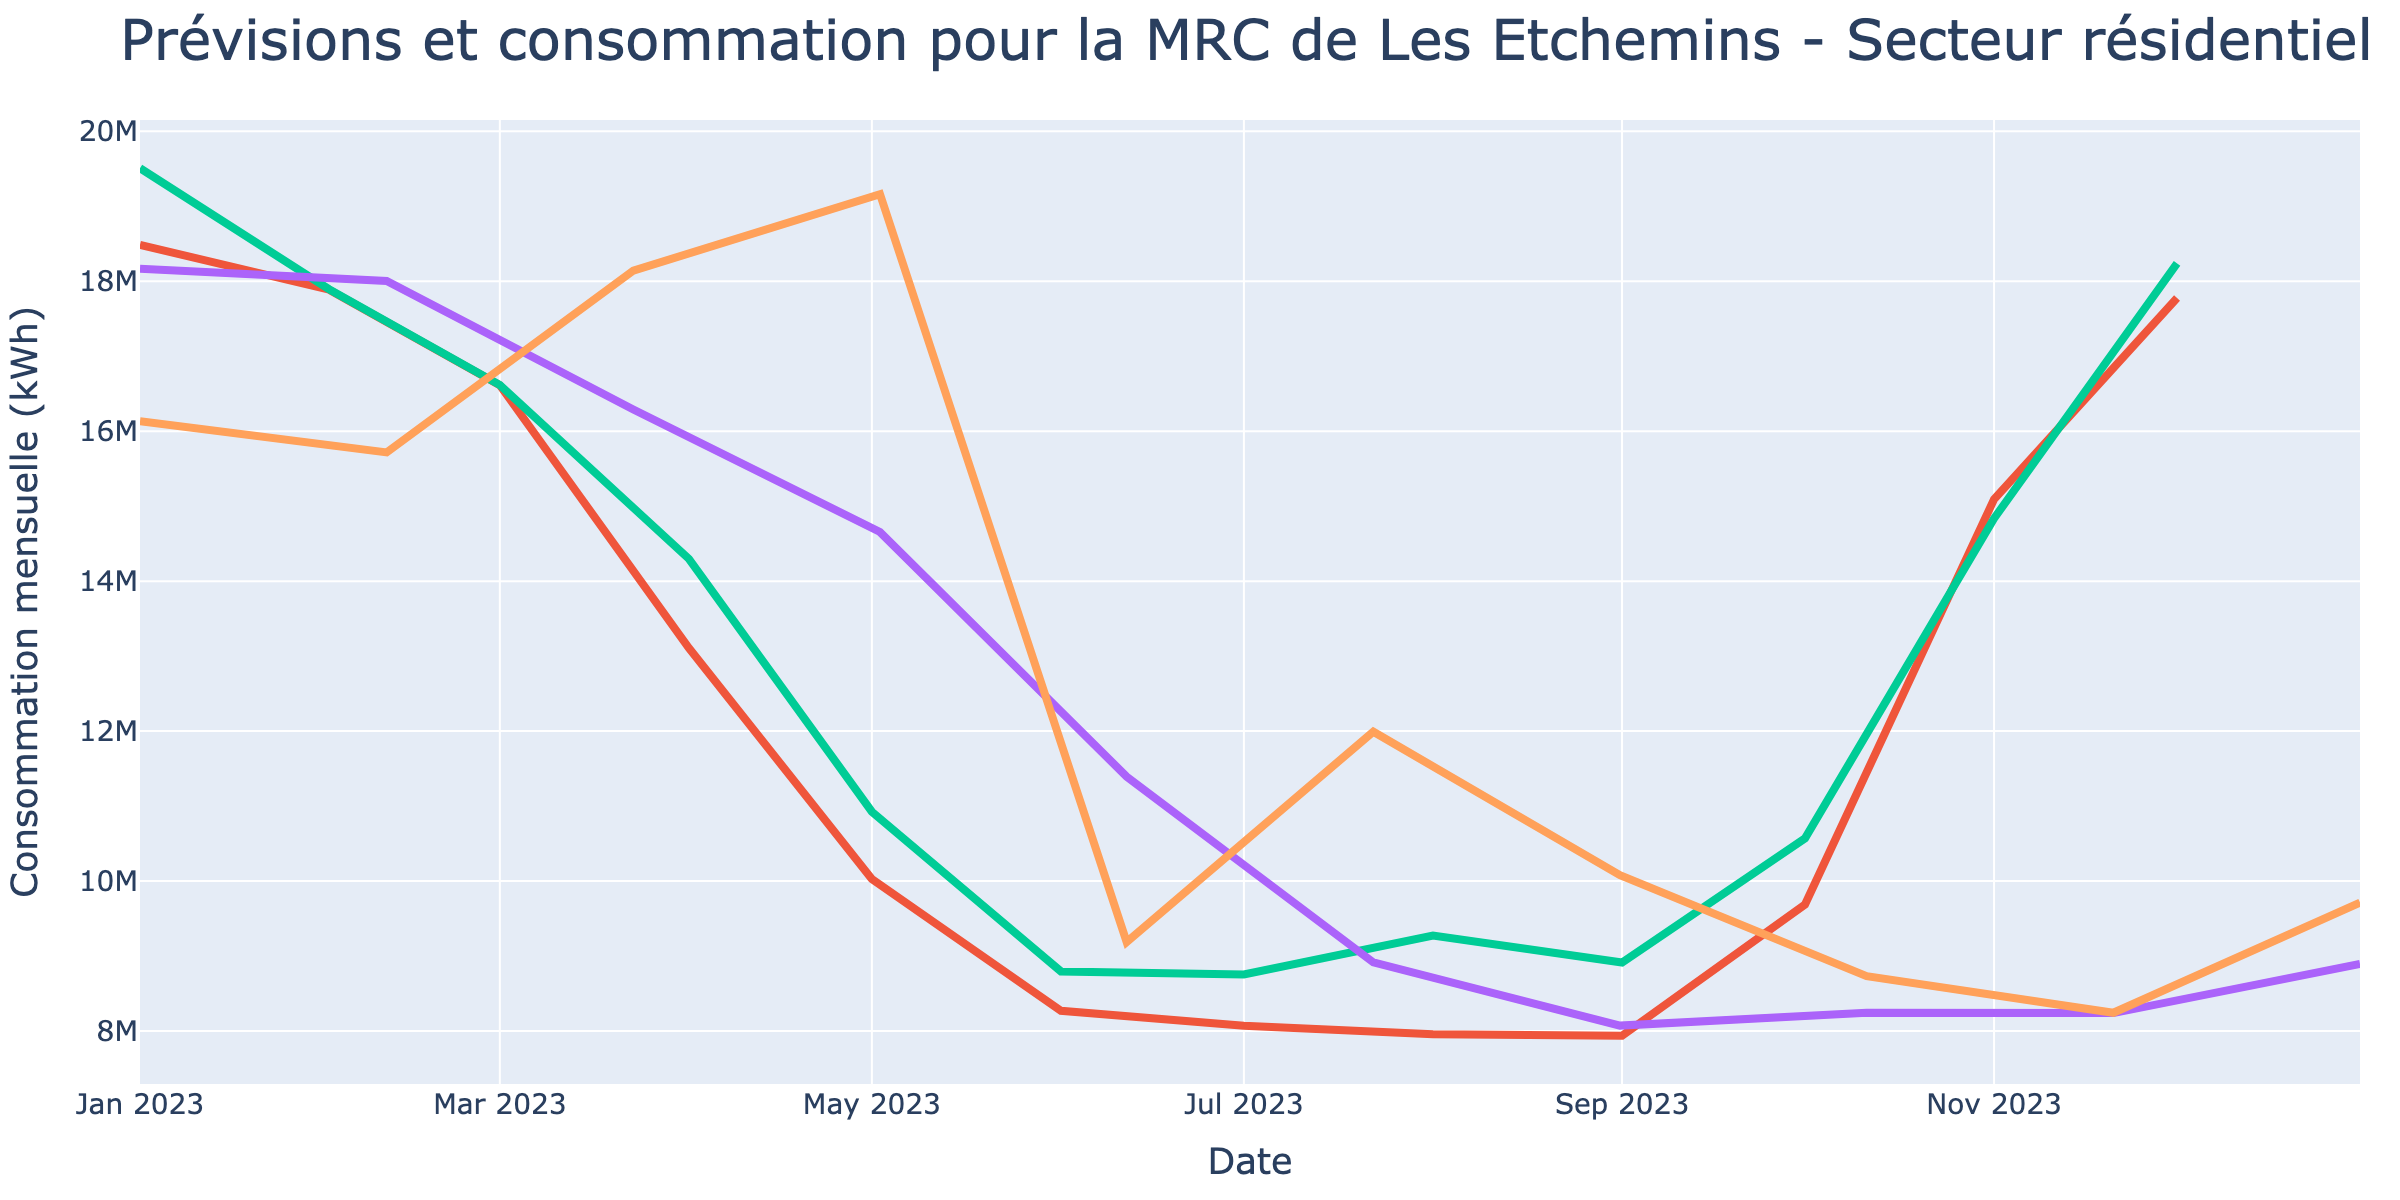 Prévisions et consommation pour la MRC de Les Etchemins - Secteur résidentiel
Consommation mensuelle (kWh)
20M
18M
16M
14M
12M
10M
8M
Jan 2023
Mar 2023
May 2023
Jul 2023
Sep 2023
Nov 2023
Date